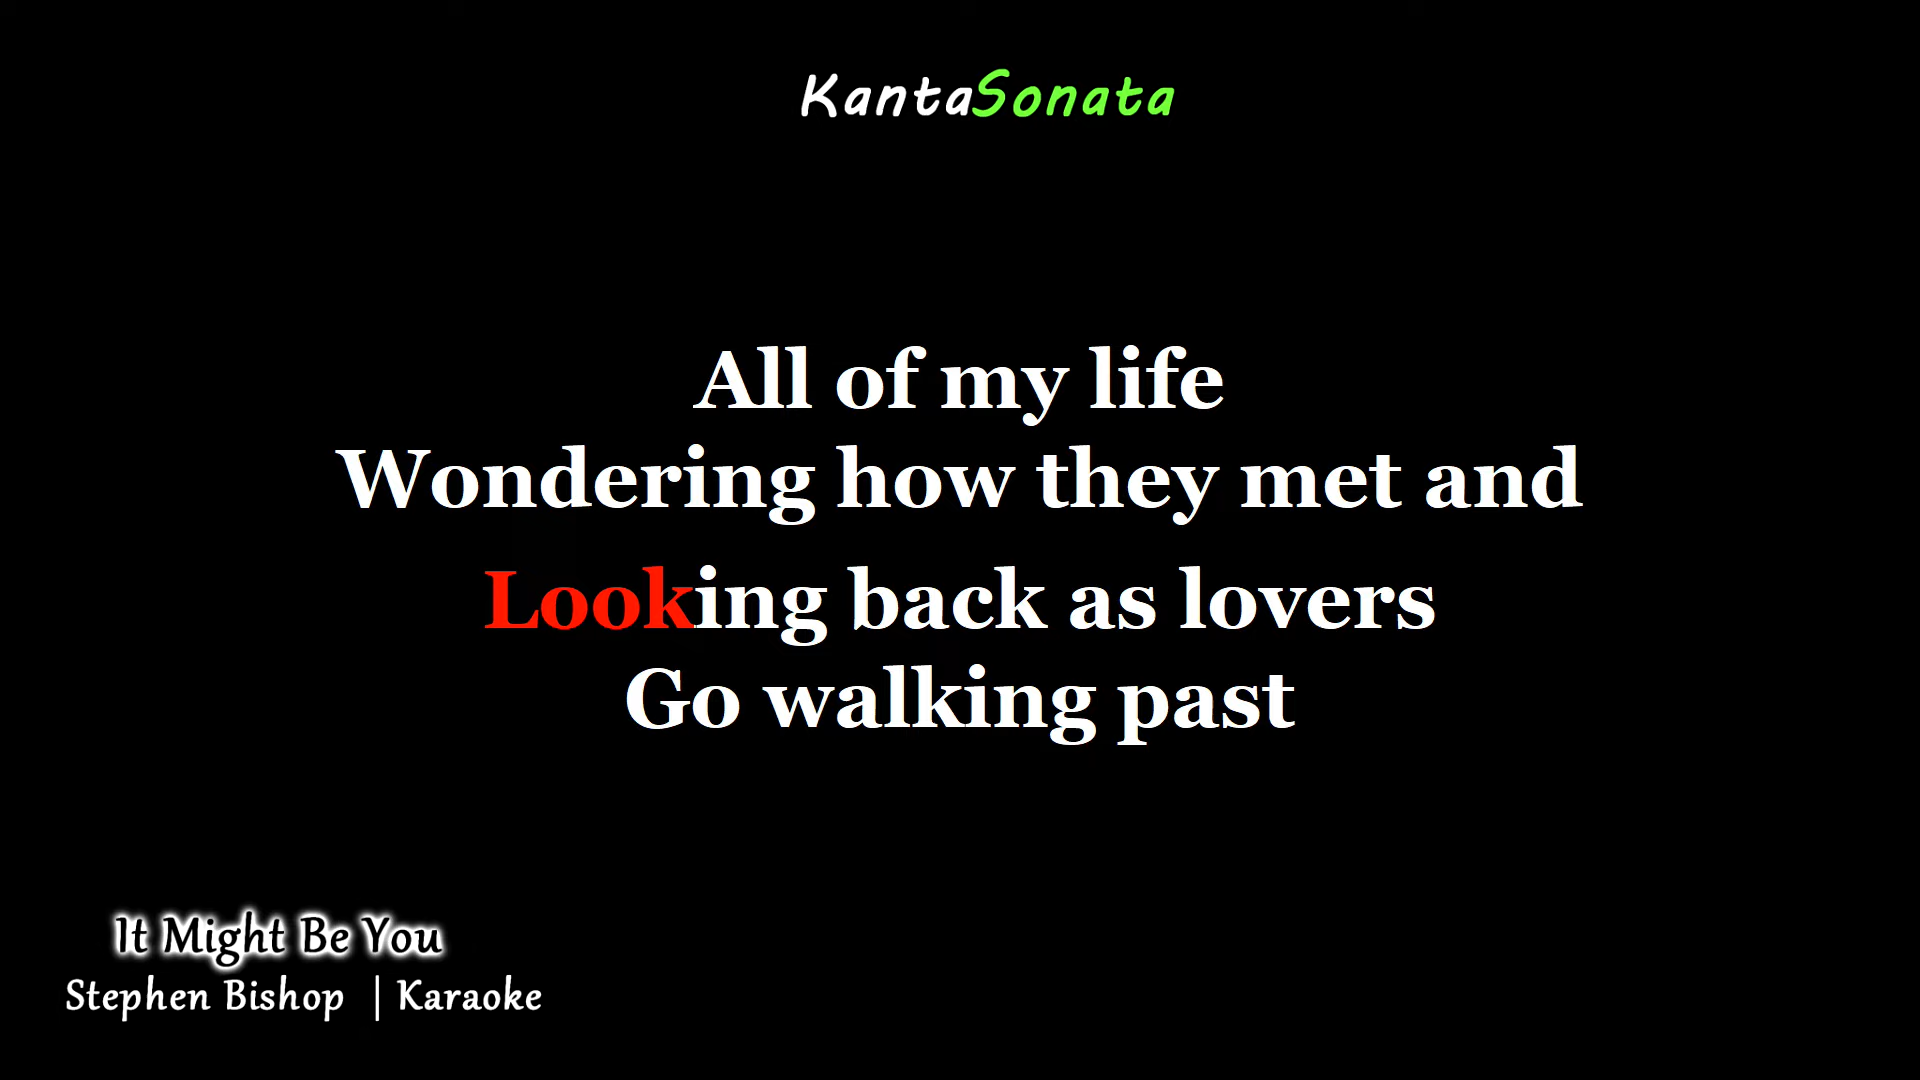 KantaSonata
All of my life
Wondering how they met and
Looking back as lovers
Go walking past
It Might Be You
Stephen Bishop | Karaoke